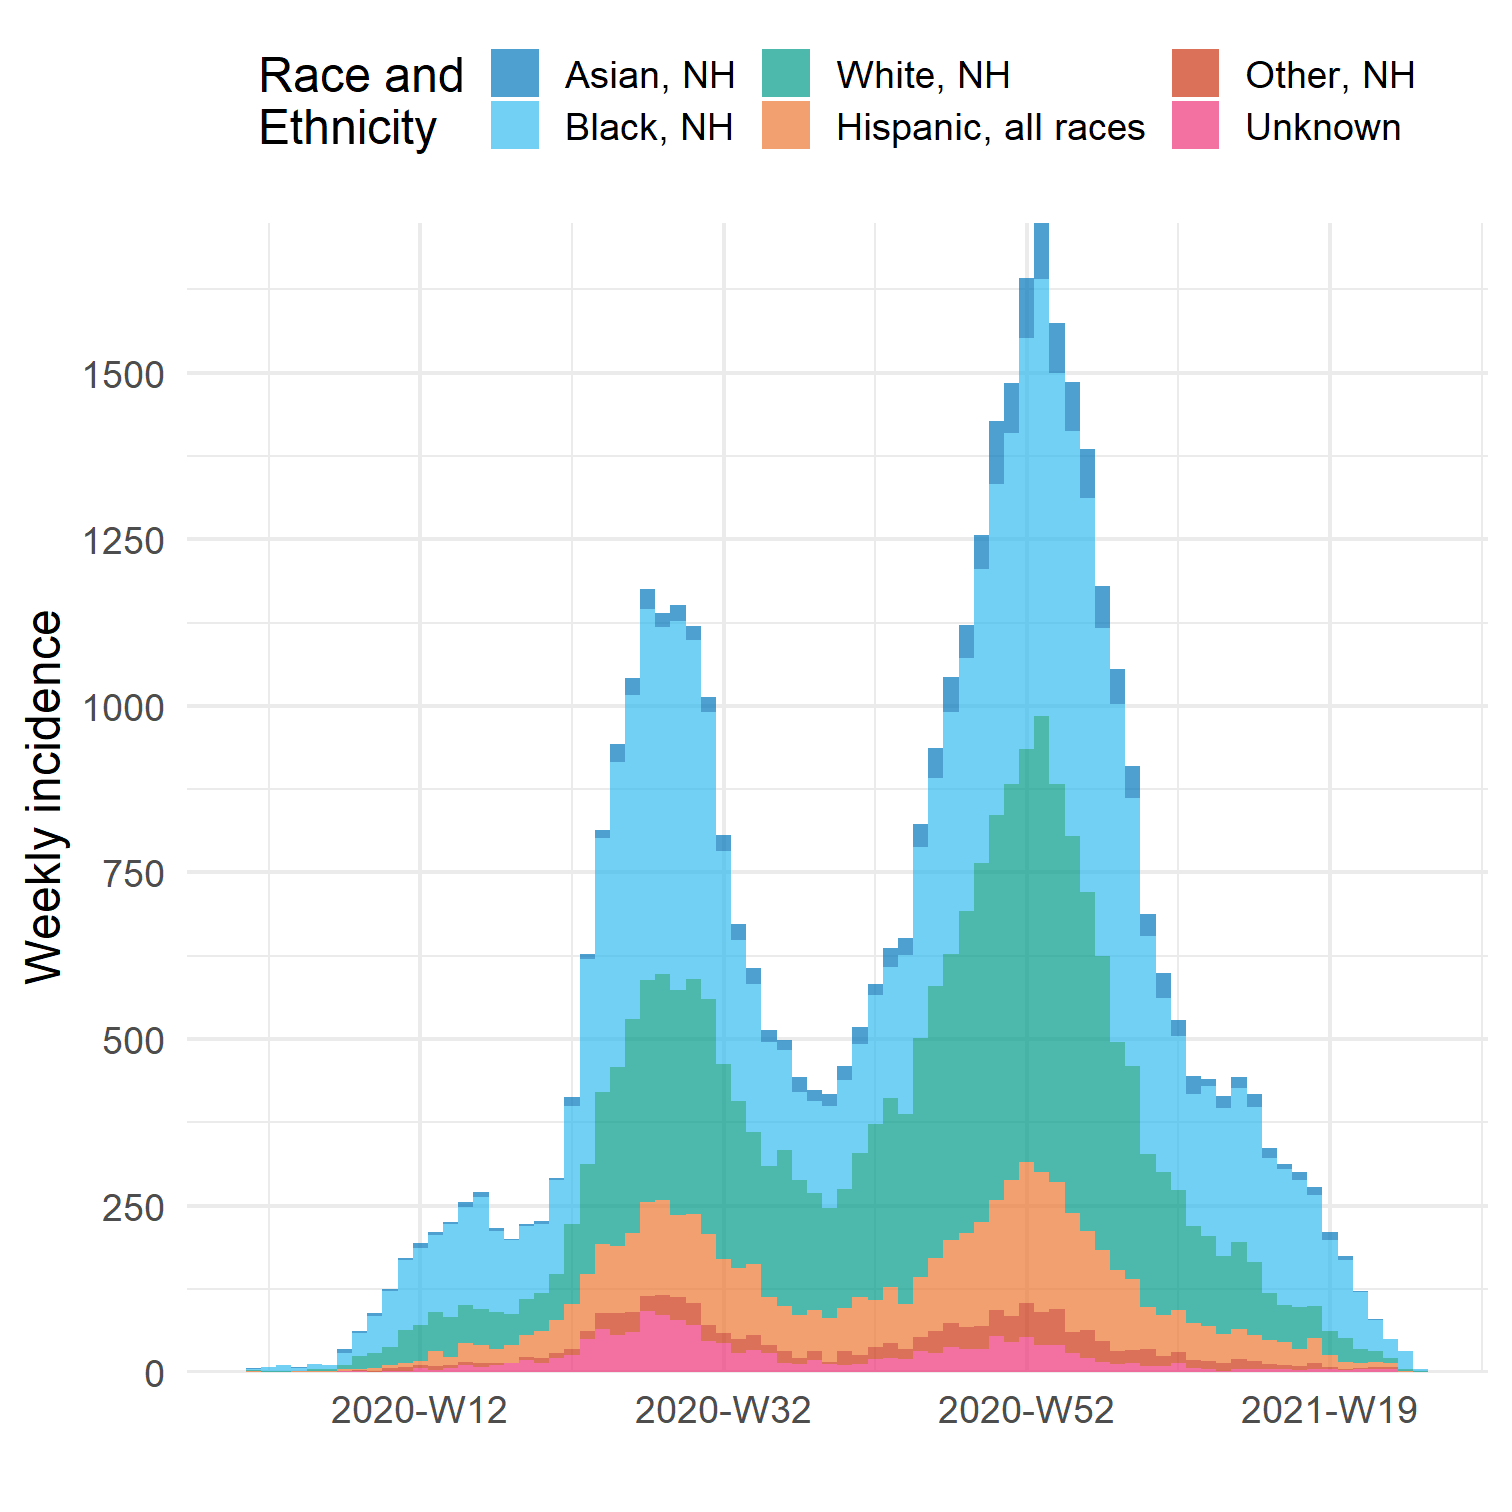 Race and
Ethnicity
Asian, NH
White, NH
Other, NH
Black, NH
Hispanic, all races
Unknown
Weekly incidence
1500
1250
1000
750
500
250
0
2020-W12
2020-W32
2020-W52
2021-W19